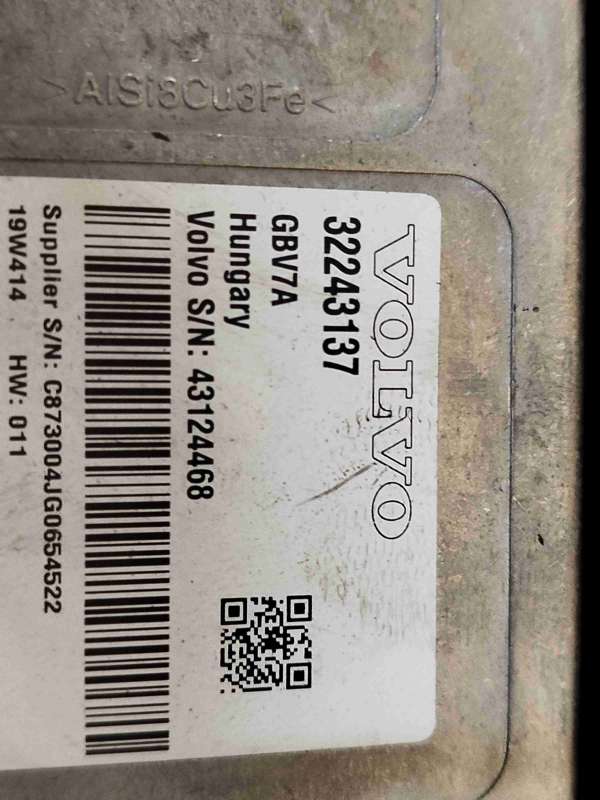 >AlSi8Cu3Fe<
VOLVO
32243137
GBV7A
Hungary
Volvo S/N: 43124468
Supplier S/N: C873004JG0654522
19W414 HW: 011